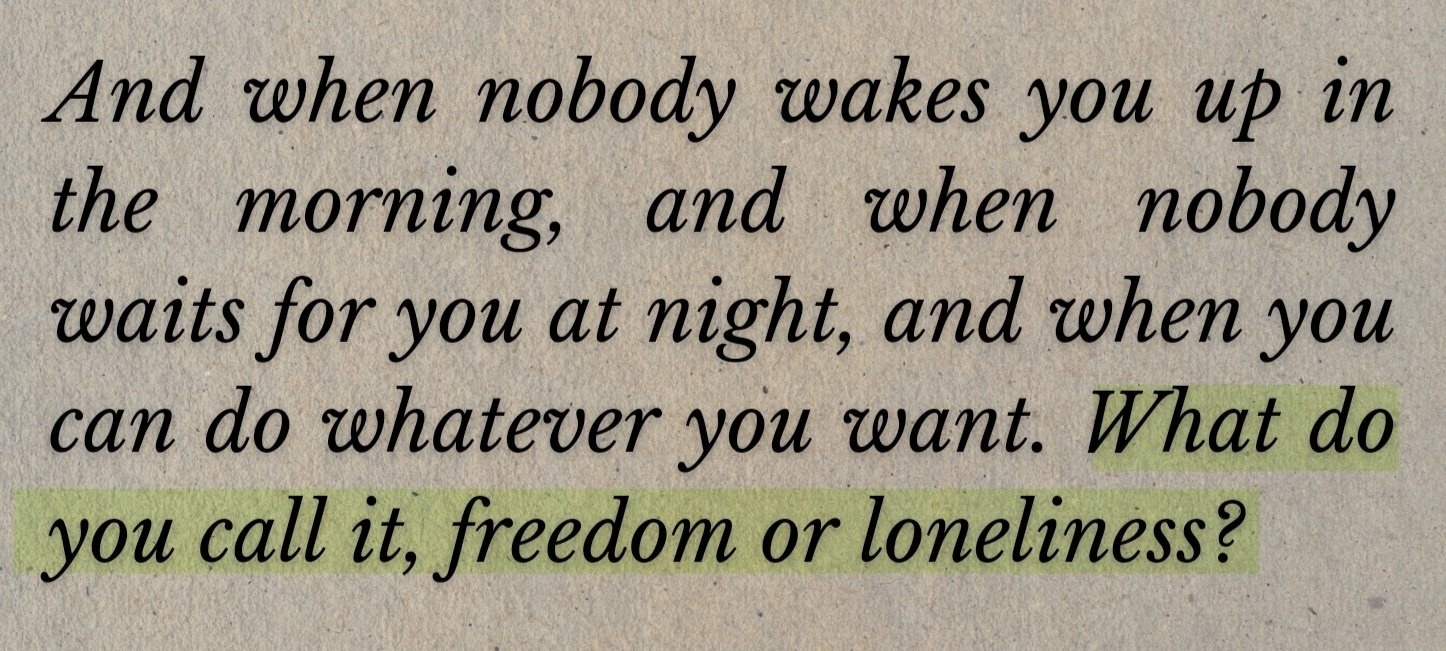 And when nobody wakes you up in
the morning, and when nobody
waits for you at night, and when you
can do whatever you want. What do
you call it, freedom or loneliness?